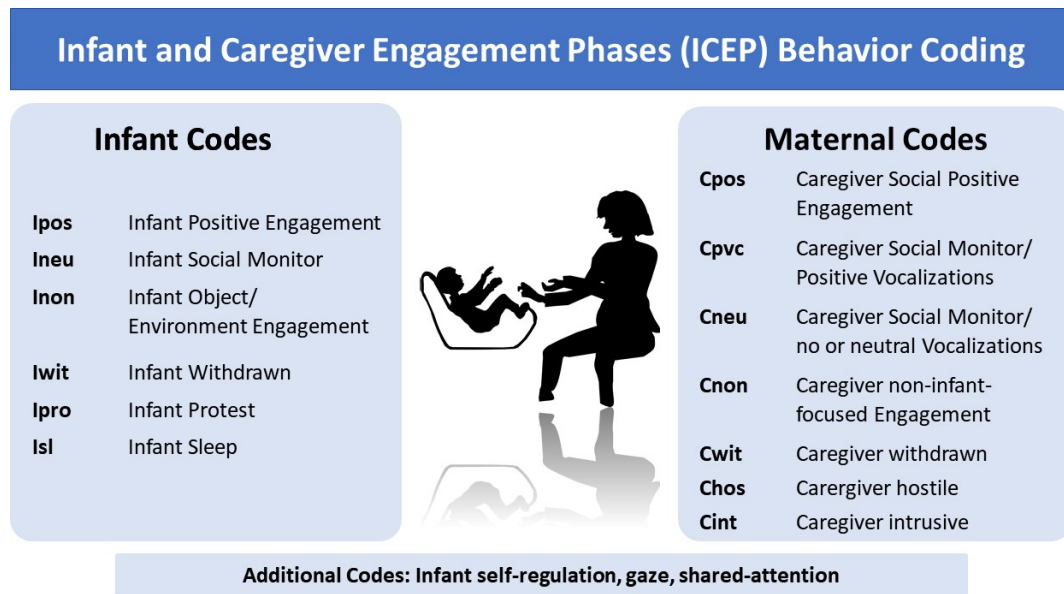 Infant and Caregiver Engagement Phases (ICEP) Behavior Coding
Infant Codes
Ipos Infant Positive Engagement
Ineu Infant Social Monitor
Inon Infant Object/
Environment Engagement
Iwit Infant Withdrawn
Ipro Infant Protest
Isl Infant Sleep
Maternal Codes
Cpos Caregiver Social Positive
Engagement
Cpvc Caregiver Social Monitor/
Positive Vocalizations
Cneu Caregiver Social Monitor/
no or neutral Vocalizations
Cnon Caregiver non-infant-
focused Engagement
Cwit Caregiver withdrawn
Chos Carergiver hostile
Cint Caregiver intrusive
Additional Codes: Infant self-regulation, gaze, shared-attention